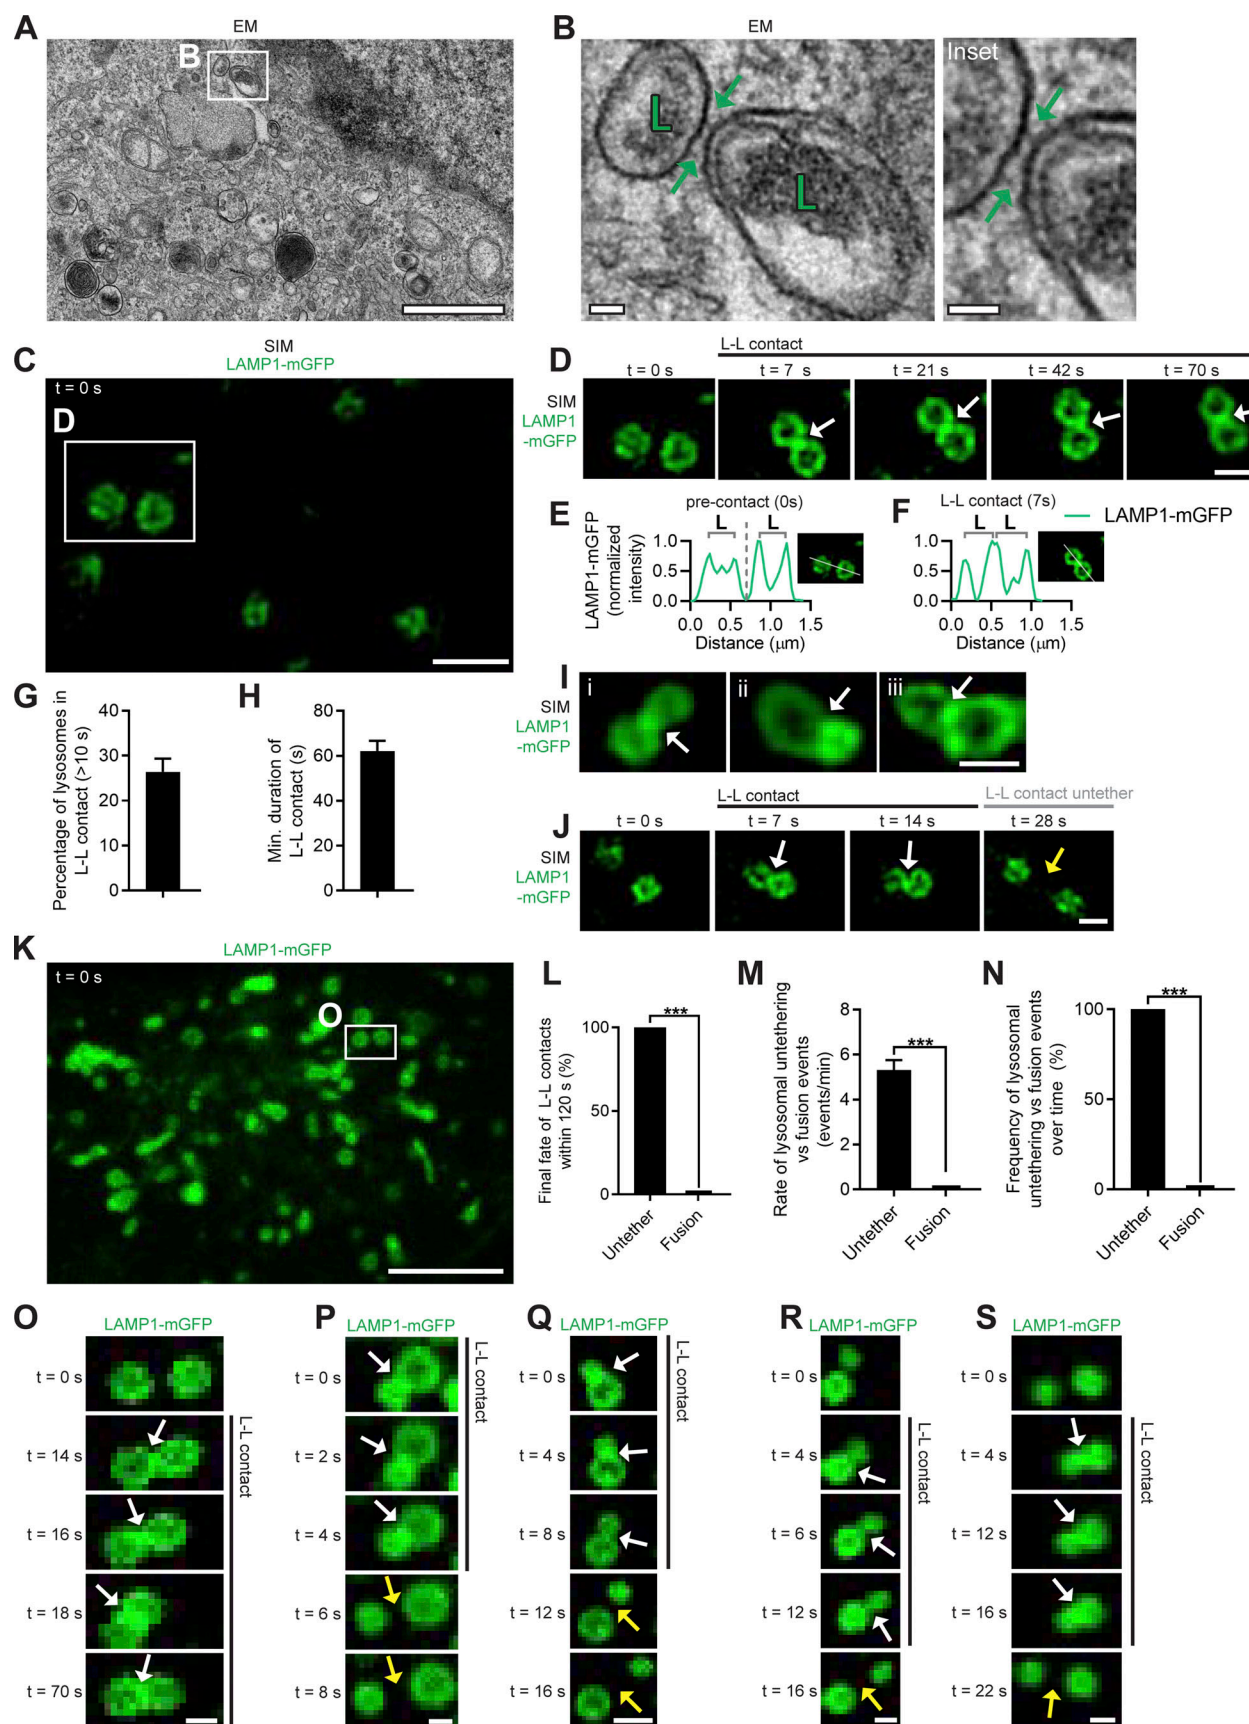 A
EM
B
B
EM
L
L
Inset
C
SIM
LAMP1-mGFP
t = 0 s
D
D
L-L contact
t = 0 s
t = 7 s
t = 21 s
t = 42 s
t = 70 s
SIM
LAMP1
-mGFP
E
pre-contact (0s)
L
L
LAMP1-mGFP
(normalized
intensity)
1.0
0.5
0.0
0.0
0.5
1.0
1.5
Distance (μm)
F
L-L contact (7s)
L
L
LAMP1-mGFP
1.0
0.5
0.0
0.0
0.5
1.0
1.5
Distance (μm)
G
Percentage of lysosomes in
L-L contact (>10 s)
40
30
20
10
0
H
Min. duration of
L-L contact (s)
80
60
40
20
0
I
SIM
LAMP1
-mGFP
i
ii
iii
J
L-L contact
L-L contact untether
t = 0 s
t = 7 s
t = 14 s
t = 28 s
SIM
LAMP1
-mGFP
K
LAMP1-mGFP
t = 0 s
O
L
Final fate of L-L contacts
within 120 s (%)
100
50
0
***
Untether
Fusion
M
Rate of lysosomal untethering
vs fusion events
(events/min)
8
6
4
2
0
***
Untether
Fusion
N
Frequency of lysosomal
untethering vs fusion events
over time (%)
100
50
0
***
Untether
Fusion
O
LAMP1-mGFP
t = 0 s
t = 14 s
t = 16 s
t = 18 s
t = 70 s
L-L contact
P
LAMP1-mGFP
t = 0 s
t = 2 s
t = 4 s
t = 6 s
t = 8 s
L-L contact
Q
LAMP1-mGFP
t = 0 s
t = 4 s
t = 8 s
t = 12 s
t = 16 s
L-L contact
R
LAMP1-mGFP
t = 0 s
t = 4 s
t = 6 s
t = 12 s
t = 16 s
L-L contact
S
LAMP1-mGFP
t = 0 s
t = 4 s
t = 12 s
t = 16 s
t = 22 s
L-L contact